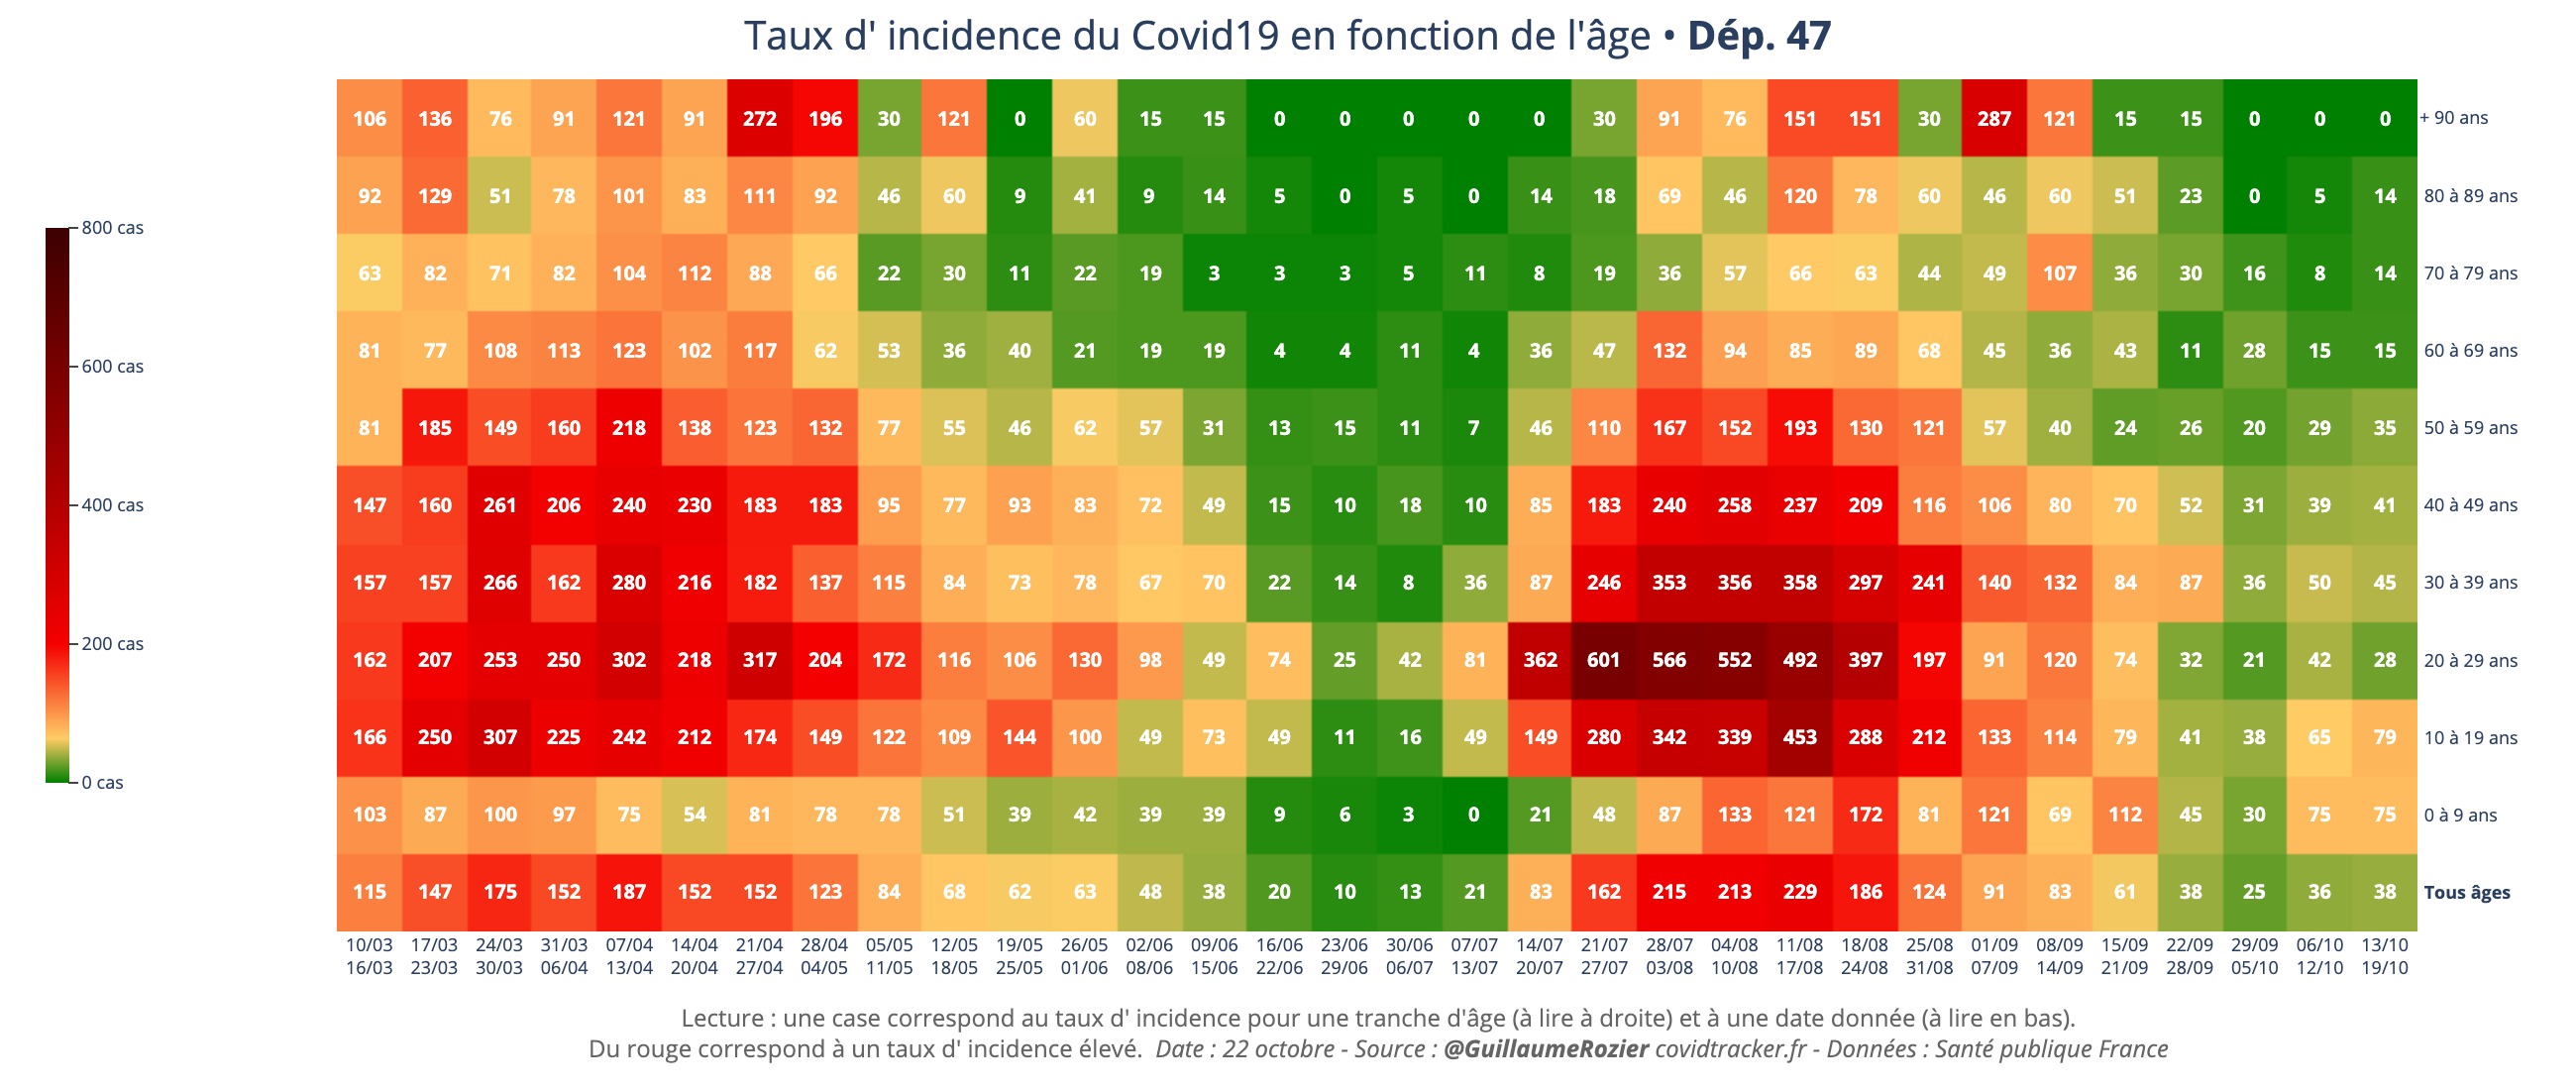 Taux d' incidence du Covid19 en fonction de l'âge • Dép. 47
800 cas
600 cas
400 cas
200 cas
0 cas
106 136 76 91 121 91 272 196 30 121 0 60 15 15 0 0 0 0 0 30 91 76 151 151 30 287 121 15 15 0 0 0 + 90 ans
92 129 51 78 101 83 111 92 46 60 9 41 9 14 5 0 5 0 14 18 69 46 120 78 60 46 60 51 23 0 5 14 80 à 89 ans
63 82 71 82 104 112 88 66 22 30 11 22 19 3 3 3 5 11 8 19 36 57 66 63 44 49 107 36 30 16 8 14 70 à 79 ans
81 77 108 113 123 102 117 62 53 36 40 21 19 19 4 4 11 4 36 47 132 94 85 89 68 45 36 43 11 28 15 15 60 à 69 ans
81 185 149 160 218 138 123 132 77 55 46 62 57 31 13 15 11 7 46 110 167 152 193 130 121 57 40 24 26 20 29 35 50 à 59 ans
147 160 261 206 240 230 183 183 95 77 93 83 72 49 15 10 18 10 85 183 240 258 237 209 116 106 80 70 52 31 39 41 40 à 49 ans
157 157 266 162 280 216 182 137 115 84 73 78 67 70 22 14 8 36 87 246 353 356 358 297 241 140 132 84 87 36 50 45 30 à 39 ans
162 207 253 250 302 218 317 204 172 116 106 130 98 49 74 25 42 81 362 601 566 552 492 397 197 91 120 74 32 21 42 28 20 à 29 ans
166 250 307 225 242 212 174 149 122 109 144 100 49 73 49 11 16 49 149 280 342 339 453 288 212 133 114 79 41 38 65 79 10 à 19 ans
103 87 100 97 75 54 81 78 78 51 39 42 39 39 9 6 3 0 21 48 87 133 121 172 81 121 69 112 45 30 75 75 0 à 9 ans
115 147 175 152 187 152 152 123 84 68 62 63 48 38 20 10 13 21 83 162 215 213 229 186 124 91 83 61 38 25 36 38 Tous âges
10/03 17/03 24/03 31/03 07/04 14/04 21/04 28/04 05/05 12/05 19/05 26/05 02/06 09/06 16/06 23/06 30/06 07/07 14/07 21/07 28/07 04/08 11/08 18/08 25/08 01/09 08/09 15/09 22/09 29/09 06/10 13/10
16/03 23/03 30/03 06/04 13/04 20/04 27/04 04/05 11/05 18/05 25/05 01/06 08/06 15/06 22/06 29/06 06/07 13/07 20/07 27/07 03/08 10/08 17/08 24/08 31/08 07/09 14/09 21/09 28/09 05/10 12/10 19/10
Lecture : une case correspond au taux d' incidence pour une tranche d'âge (à lire à droite) et à une date donnée (à lire en bas).
Du rouge correspond à un taux d' incidence élevé. Date : 22 octobre - Source : @GuillaumeRozier covidtracker.fr - Données : Santé publique France